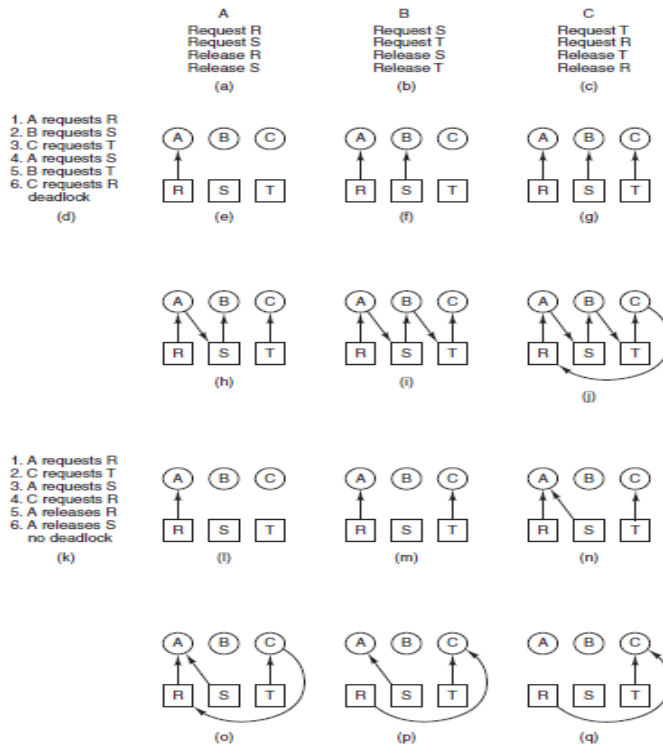 A B C
Request R Request S Request T
Request S Request T Request R
Release R Release S Release T
Release S Release T Release R
(a) (b) (c)
1. A requests R
2. B requests S
3. C requests T
4. A requests S
5. B requests T
6. C requests R
deadlock
(d)
A B C A B C A B C
R S T R S T R S T
(e) (f) (g)
A B C A B C A B C
R S T R S T R S T
(h) (i) (j)
1. A requests R
2. C requests T
3. A requests S
4. C requests R
5. A releases R
6. A releases S
no deadlock
(k)
A B C A B C A B C
R S T R S T R S T
(l) (m) (n)
A B C A B C A B C
R S T R S T R S T
(o) (p) (q)